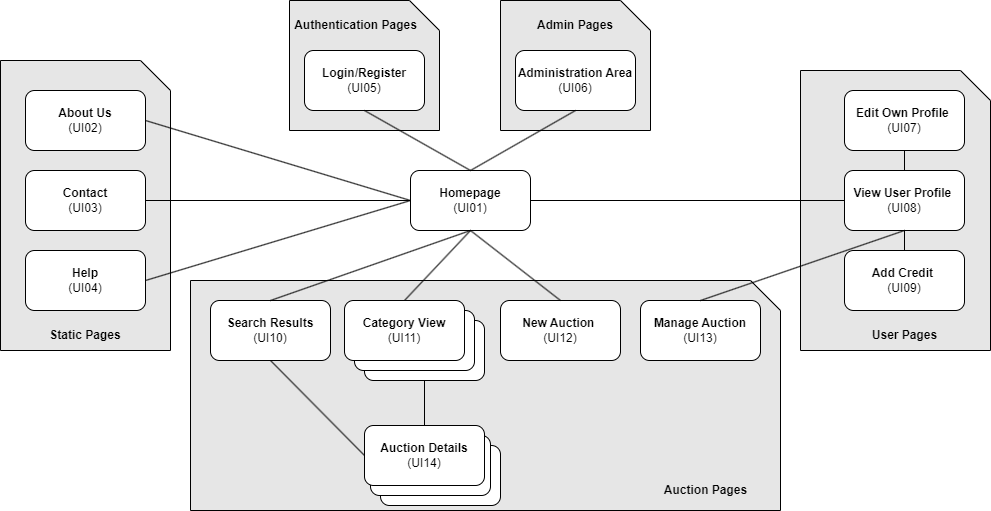 Authentication Pages
Login/Register
(UI05)
Admin Pages
Administration Area
(UI06)
About Us
(UI02)
Contact
(UI03)
Help
(UI04)
Static Pages
Homepage
(UI01)
Edit Own Profile
(UI07)
View User Profile
(UI08)
Add Credit
(UI09)
User Pages
Search Results
(UI10)
Category View
(UI11)
New Auction
(UI12)
Manage Auction
(UI13)
Auction Details
(UI14)
Auction Pages